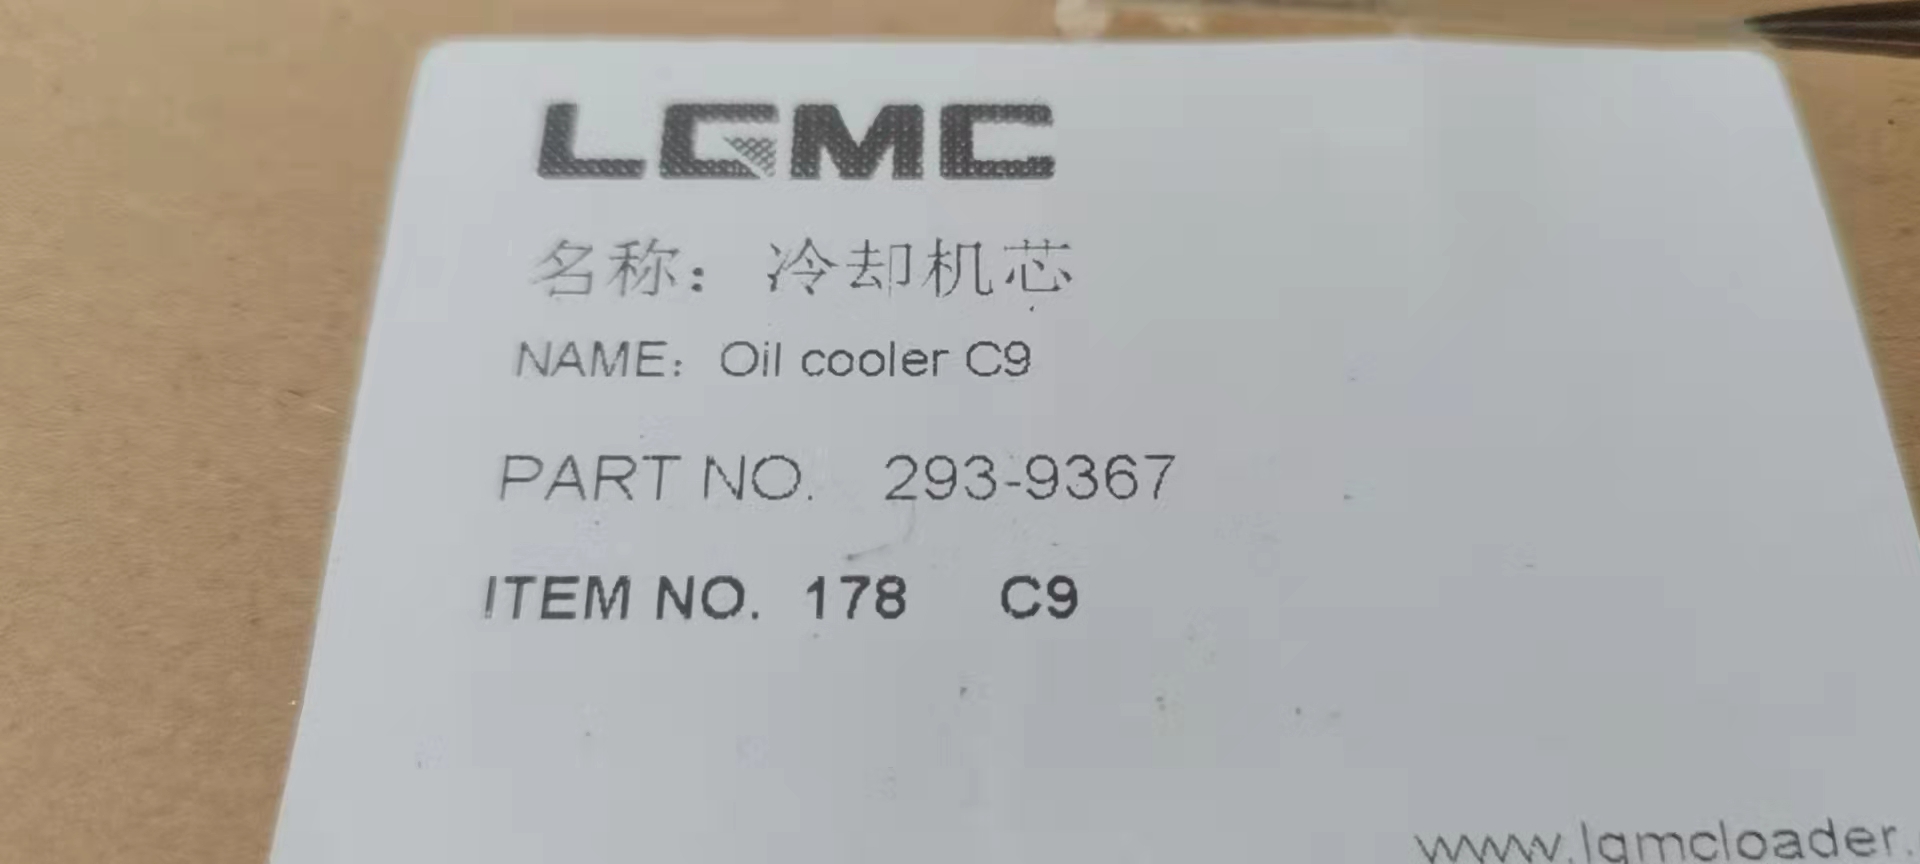 LGMC
名称：冷却机芯
NAME：Oil cooler C9
PART NO. 293-9367
ITEM NO. 178 C9
www.lgmcloader.